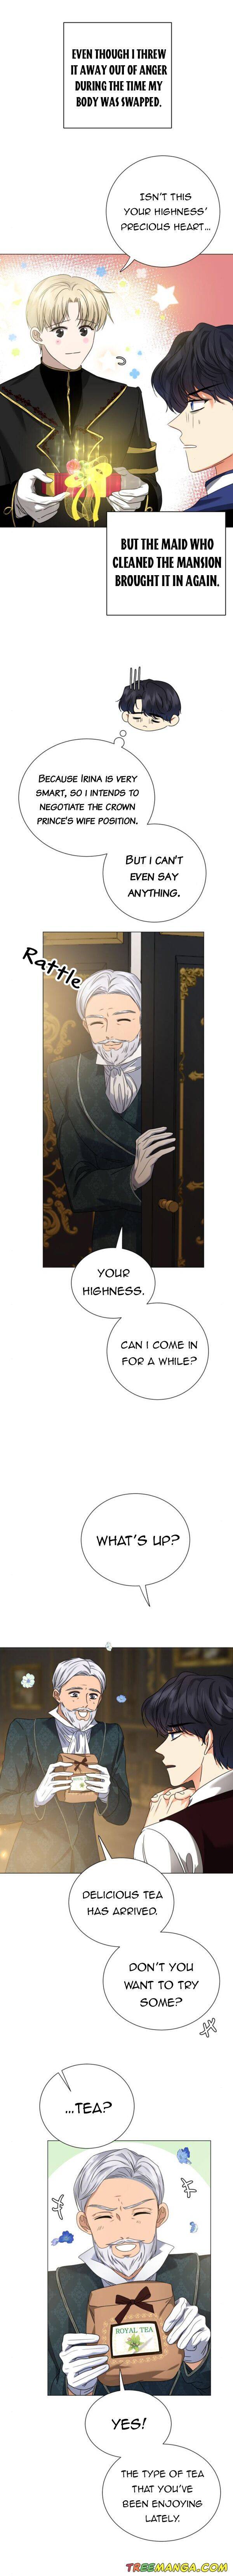 EVEN THOUGH I THREW
IT AWAY OUT OF ANGER
DURING THE TIME MY
BODY WAS SWAPPED.
ISN'T THIS
YOUR HIGHNESS'
PRECIOUS HEART...
BUT THE MAID WHO
CLEANED THE MANSION
BROUGHT IT IN AGAIN.
BECAUSE IRINA IS VERY
SMART, SO I INTENDS TO
NEGOTIATE THE CROWN
PRINCE'S WIFE POSITION.
BUT I CAN'T
EVEN SAY
ANYTHING.
Rattle
YOUR
HIGHNESS.
CAN I COME IN
FOR A WHILE?
WHAT'S UP?
DELICIOUS TEA
HAS ARRIVED.
DON'T YOU
WANT TO TRY
SOME?
...TEA?
ROYAL TEA
YES!
THE TYPE OF TEA
THAT YOU'VE
BEEN ENJOYING
LATELY.
TREEMANGA.COM